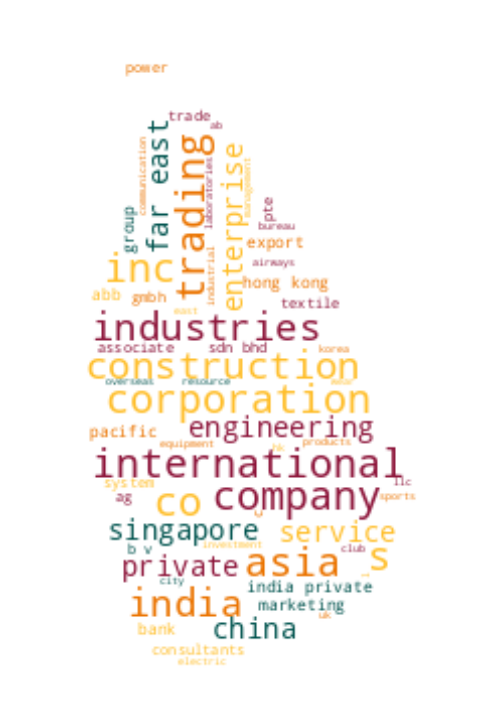 power
trade
ab
far east
trading
communication
laboratories
enterprise
management
group
pte
bureau
export
industrial
airways
inc
hong kong
abb
gmbh
textile
east
industries
associate
sdn bhd
korea
construction
overseas
resource
corporation
engineering
pacific
equipment
products
hk
international
system
llc
ag
co
company
sports
singapore
service
b v
investment
club
s
private
asia
city
india private
india
marketing
uk
bank
china
consultants
electric